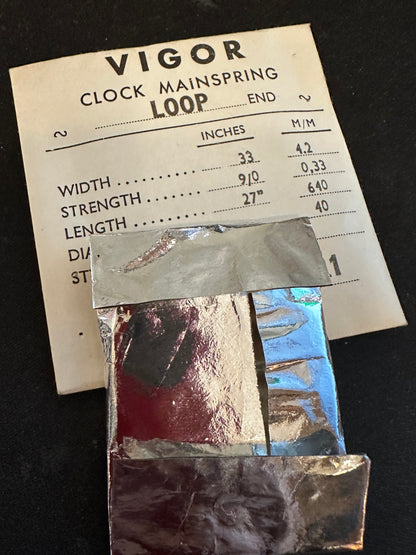 VIGOR
CLOCK MAINSPRING
~ LOOP END ~
INCHES M/M
WIDTH .......... 33 4.2
STRENGTH ........ 9/0 0,33
LENGTH .......... 27" 640
40
1